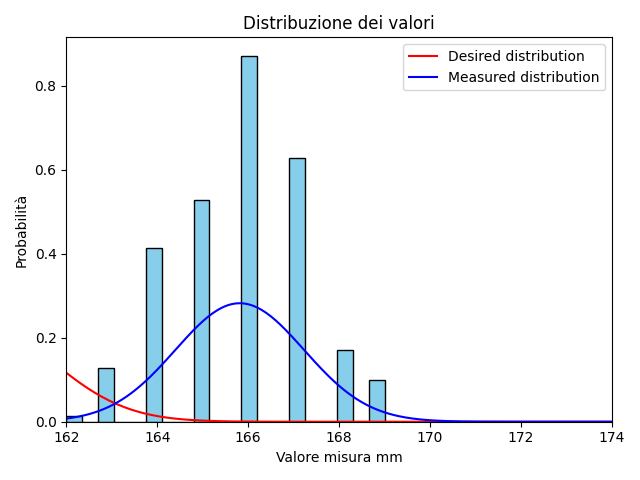 Distribuzione dei valori
Desired distribution
Measured distribution
Probabilità
0.8
0.6
0.4
0.2
0.0
162 164 166 168 170 172 174
Valore misura mm